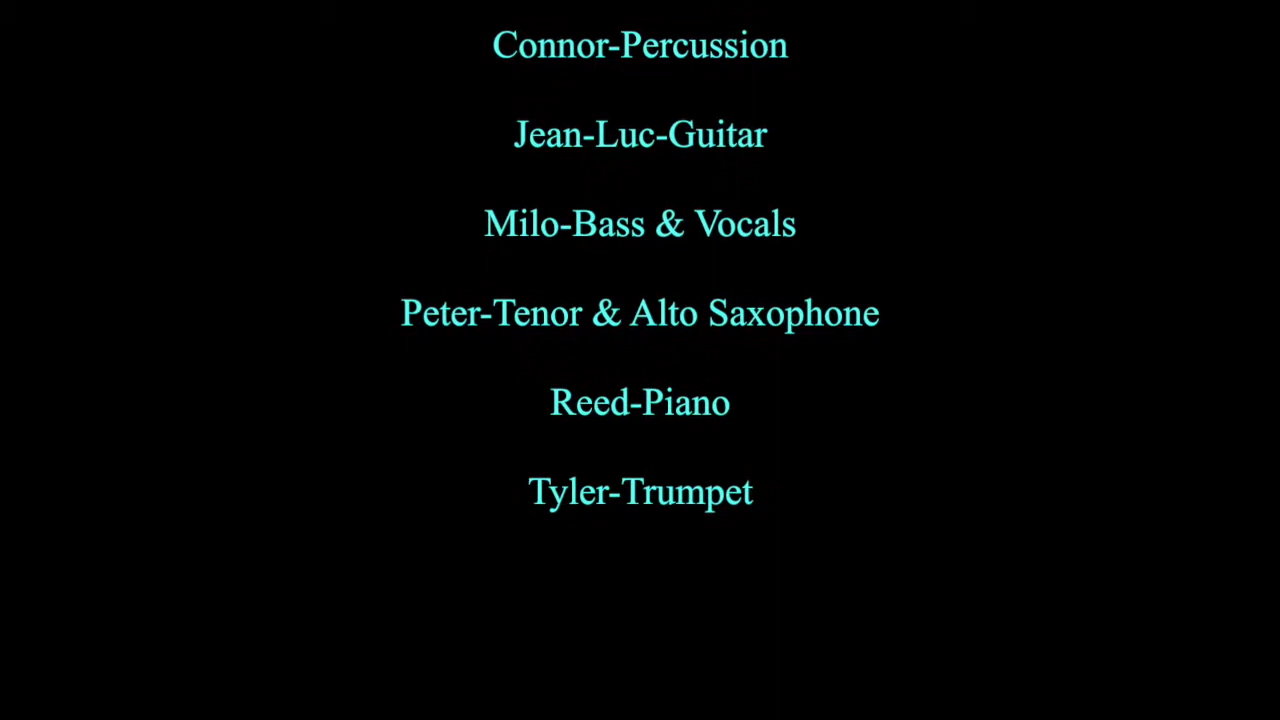 Connor-Percussion
Jean-Luc-Guitar
Milo-Bass & Vocals
Peter-Tenor & Alto Saxophone
Reed-Piano
Tyler-Trumpet